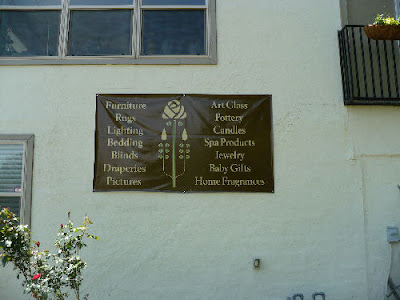 Furniture
Rugs
Lighting
Bedding
Blinds
Draperies
Pictures
Art Glass
Pottery
Candles
Spa Products
Jewelry
Baby Gifts
Home Fragrances